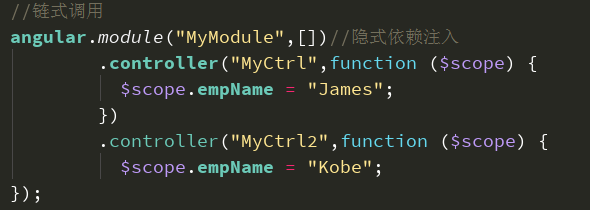 //链式调用
angular.module("MyModule",[])//隐式依赖注入
        .controller("MyCtrl",function ($scope) {
          $scope.empName = "James";
        })
        .controller("MyCtrl2",function ($scope) {
          $scope.empName = "Kobe";
});